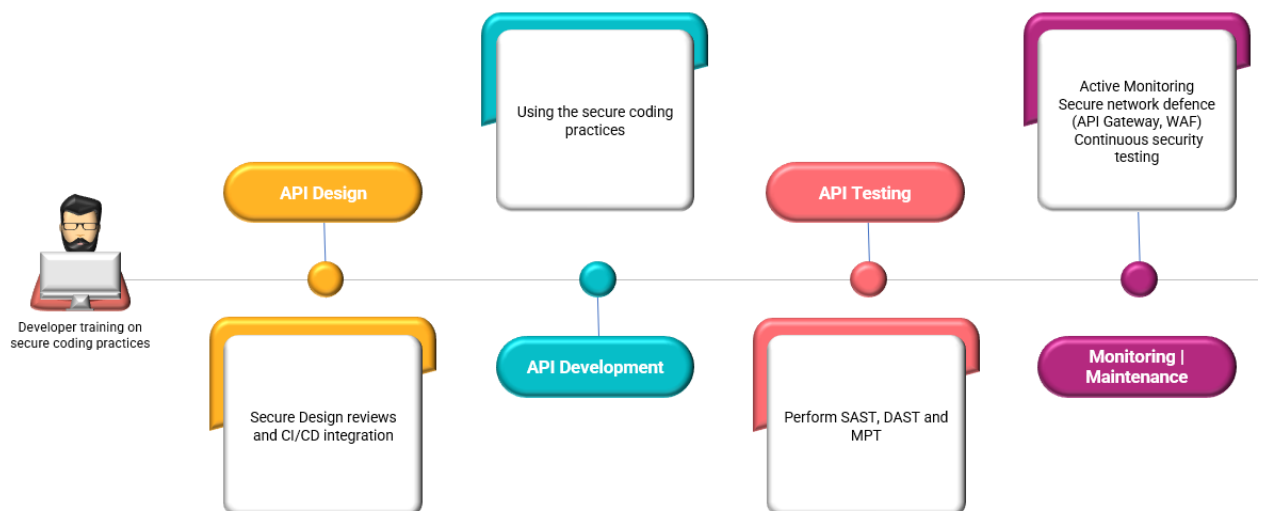 Developer training on
secure coding practices
API Design
Secure Design reviews
and CI/CD integration
Using the secure coding
practices
API Development
API Testing
Perform SAST, DAST and
MPT
Active Monitoring
Secure network defence
(API Gateway, WAF)
Continuous security
testing
Monitoring |
Maintenance